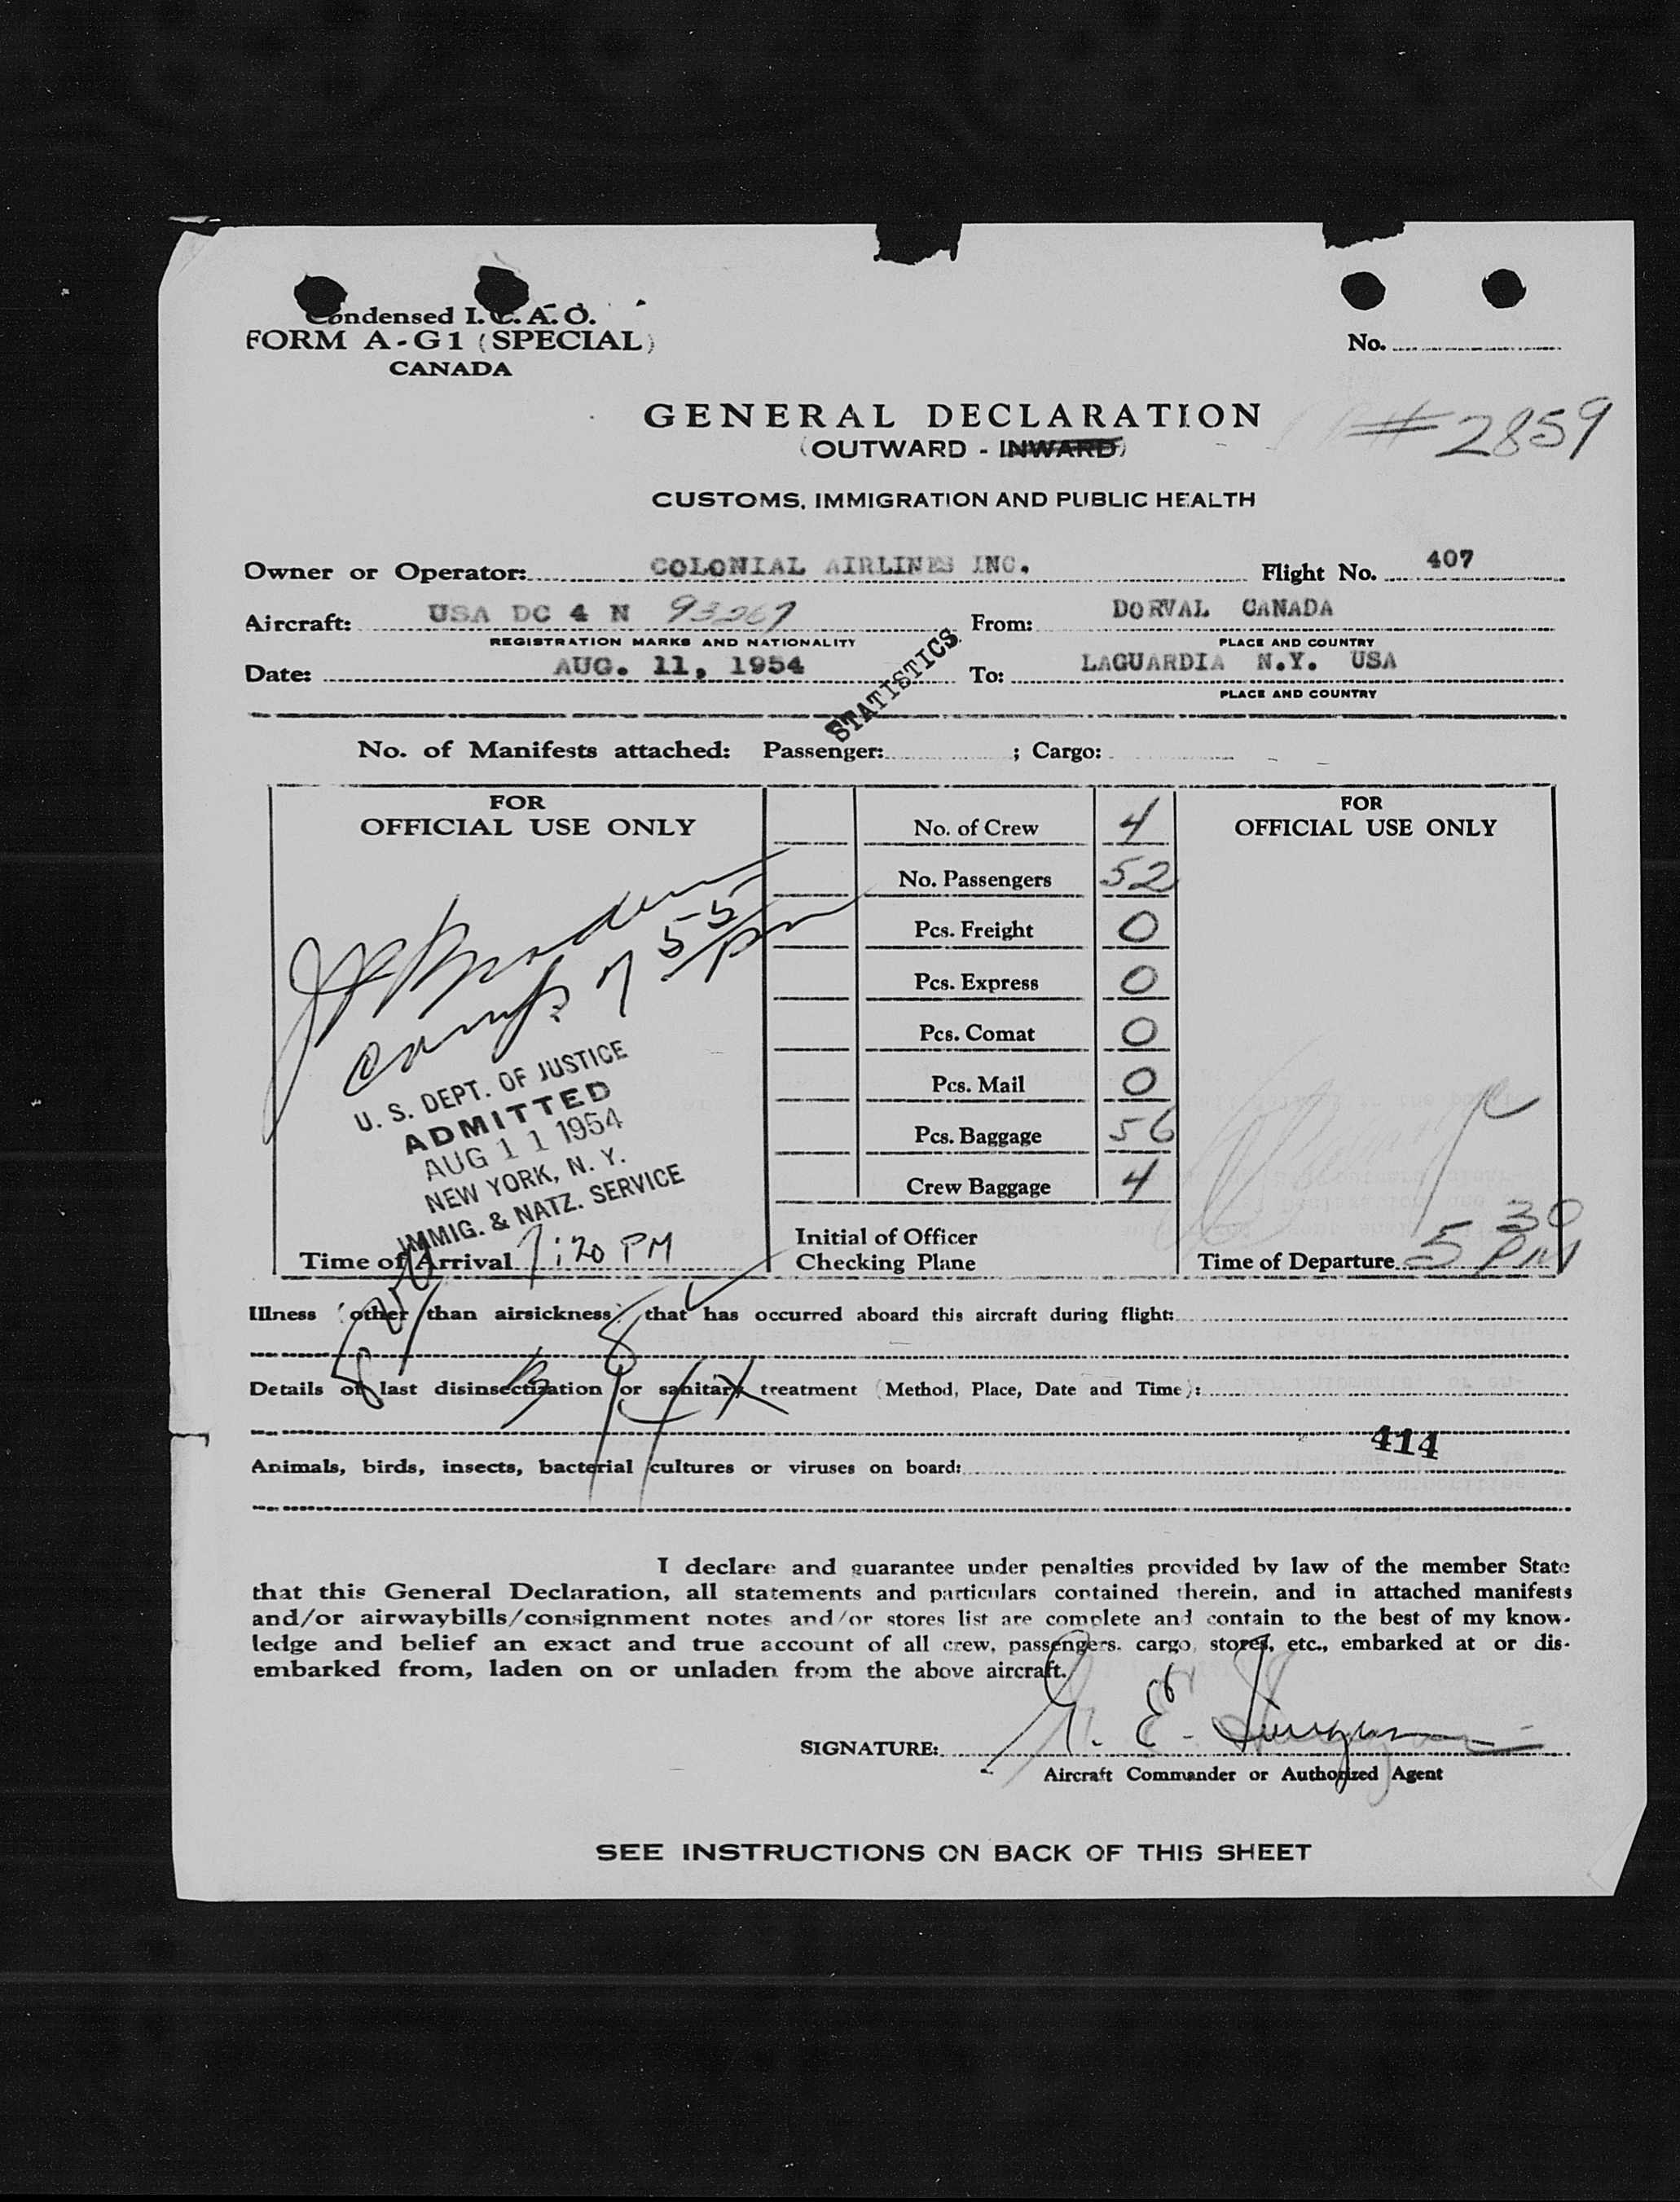 Condensed I. C. A. O.
FORM A-G1 (SPECIAL)
CANADA
No.
GENERAL DECLARATION
# 2859
(OUTWARD - INWARD)
CUSTOMS, IMMIGRATION AND PUBLIC HEALTH
Owner or Operator: COLONIAL AIRLINES INC. Flight No. 407
Aircraft: USA DC 4 N 93267 From: DORVAL CANADA
REGISTRATION MARKS AND NATIONALITY PLACE AND COUNTRY
Date: AUG. 11, 1954 To: LAGUARDIA N.Y. USA
PLACE AND COUNTRY
STATISTICS
No. of Manifests attached: Passenger: ; Cargo:
FOR
OFFICIAL USE ONLY
Comp 7 55 pm
U. S. DEPT. OF JUSTICE
ADMITTED
AUG 11 1954
NEW YORK, N. Y.
IMMIG. & NATZ. SERVICE
Time of Arrival 7:20 PM
No. of Crew 4
No. Passengers 52
Pcs. Freight 0
Pcs. Express 0
Pcs. Comat 0
Pcs. Mail 0
Pcs. Baggage 56
Crew Baggage 4
Initial of Officer
Checking Plane
FOR
OFFICIAL USE ONLY
Time of Departure 5 30 PM
Illness (other than airsickness) that has occurred aboard this aircraft during flight:
Details of last disinsectization or sanitary treatment (Method, Place, Date and Time):
414
Animals, birds, insects, bacterial cultures or viruses on board:
I declare and guarantee under penalties provided by law of the member State
that this General Declaration, all statements and particulars contained therein, and in attached manifests
and/or airwaybills/consignment notes and/or stores list are complete and contain to the best of my know-
ledge and belief an exact and true account of all crew, passengers, cargo, stores, etc., embarked at or dis-
embarked from, laden on or unladen from the above aircraft.
SIGNATURE:
Aircraft Commander or Authorized Agent
SEE INSTRUCTIONS ON BACK OF THIS SHEET